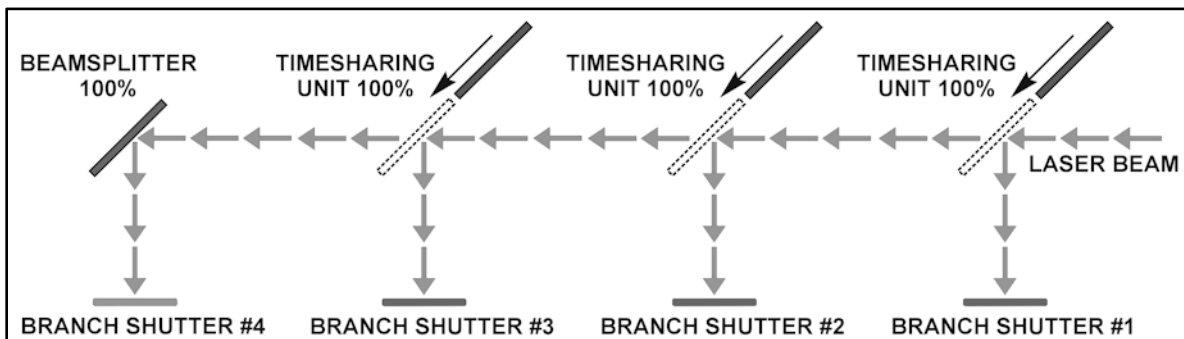 BEAMSPLITTER
100%
TIMESHARING
UNIT 100%
TIMESHARING
UNIT 100%
TIMESHARING
UNIT 100%
LASER BEAM
BRANCH SHUTTER #4
BRANCH SHUTTER #3
BRANCH SHUTTER #2
BRANCH SHUTTER #1